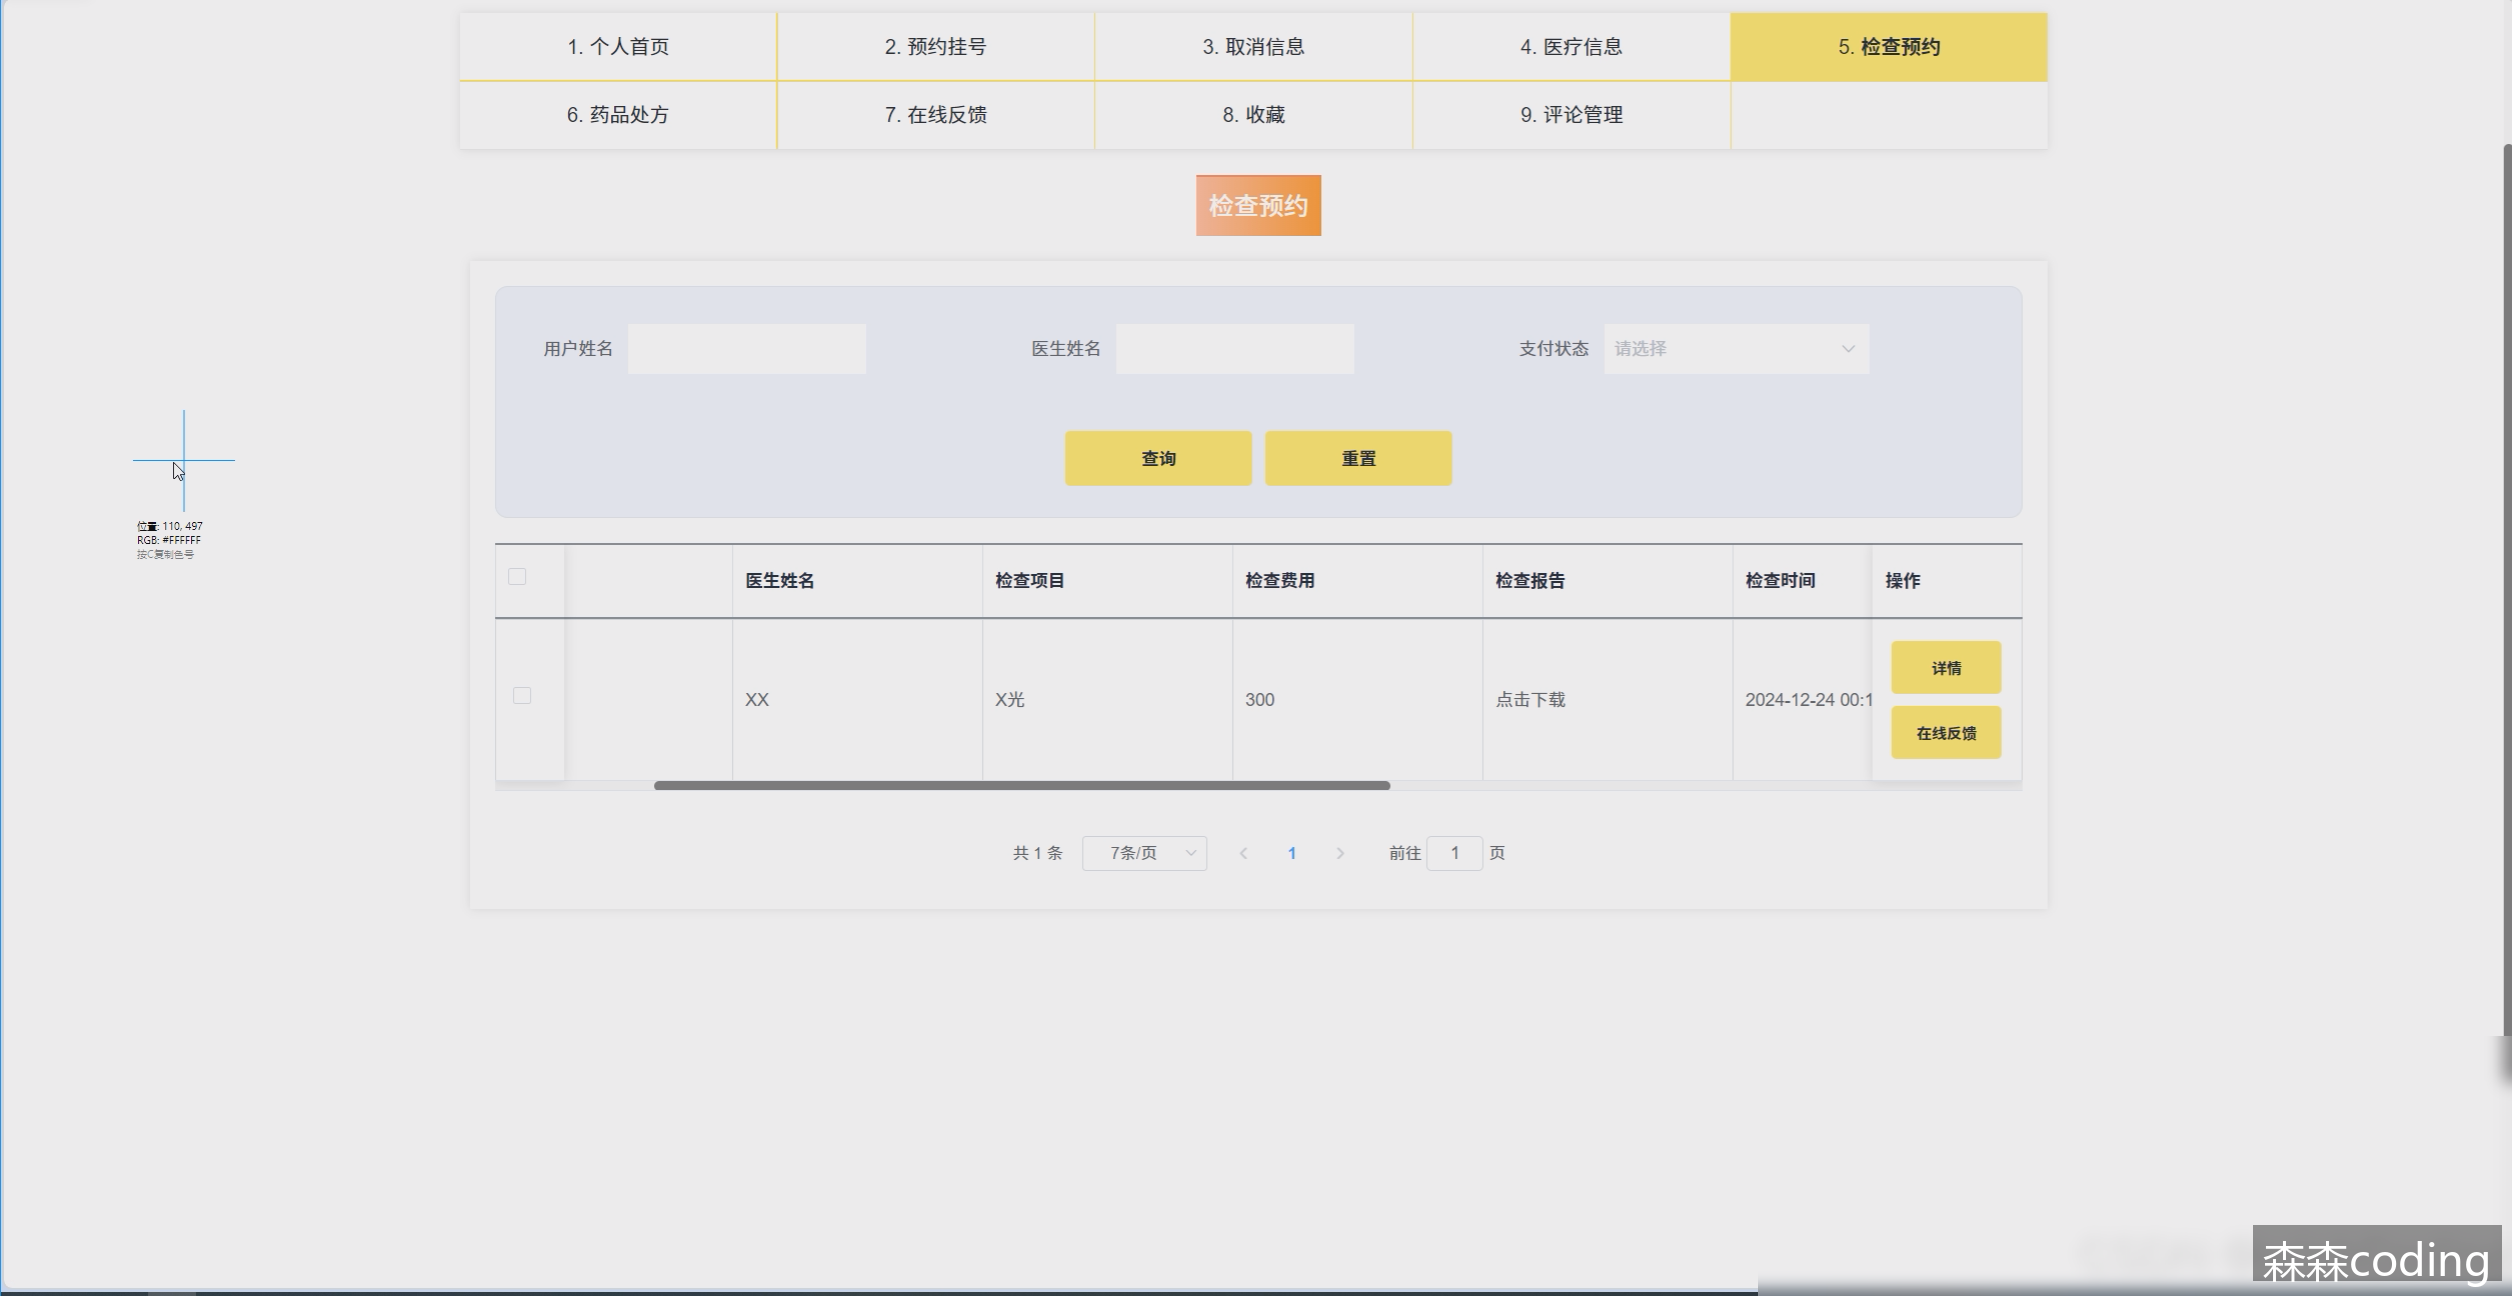 1. 个人首页 2. 预约挂号 3. 取消信息 4. 医疗信息 5. 检查预约
6. 药品处方 7. 在线反馈 8. 收藏 9. 评论管理
检查预约
用户姓名 医生姓名 支付状态 请选择
查询 重置
位置: 110, 497
RGB: #FFFFFF
按C复制色号
医生姓名 检查项目 检查费用 检查报告 检查时间 操作
详情
XX X光 300 点击下载 2024-12-24 00:1
在线反馈
共 1 条 7条/页 1 前往 1 页
森森coding